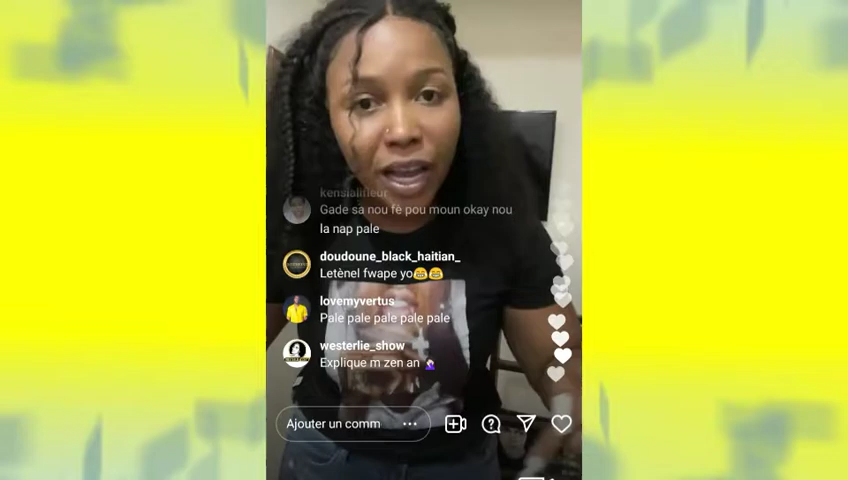 kensialifleur
Gade sa nou fè pou moun okay nou
la nap pale
doudoune_black_haitian_
Letènel fwape yo😂😂
lovemyvertus
Pale pale pale pale pale
westerlie_show
Explique m zen an 🤦🏻‍♀️
Ajouter un comm